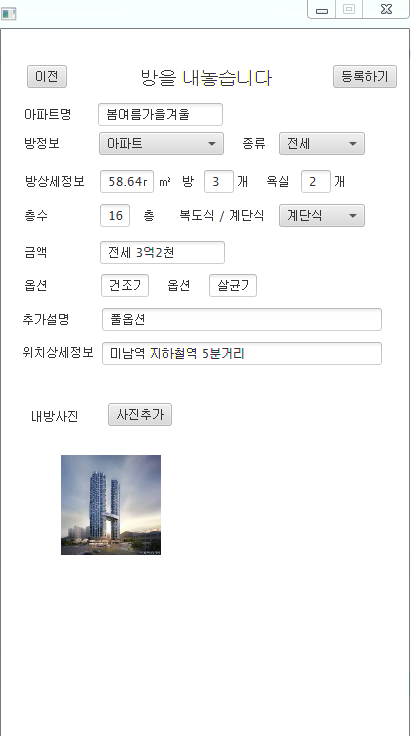 이전 방을 내놓습니다 등록하기
아파트명 봄여름가을겨울
방정보 아파트 종류 전세
방상세정보 58.64r ㎡ 방 3 개 욕실 2 개
층수 16 층 복도식 / 계단식 계단식
금액 전세 3억2천
옵션 건조기 옵션 살균기
추가설명 풀옵션
위치상세정보 미남역 지하철역 5분거리
내방사진 사진추가